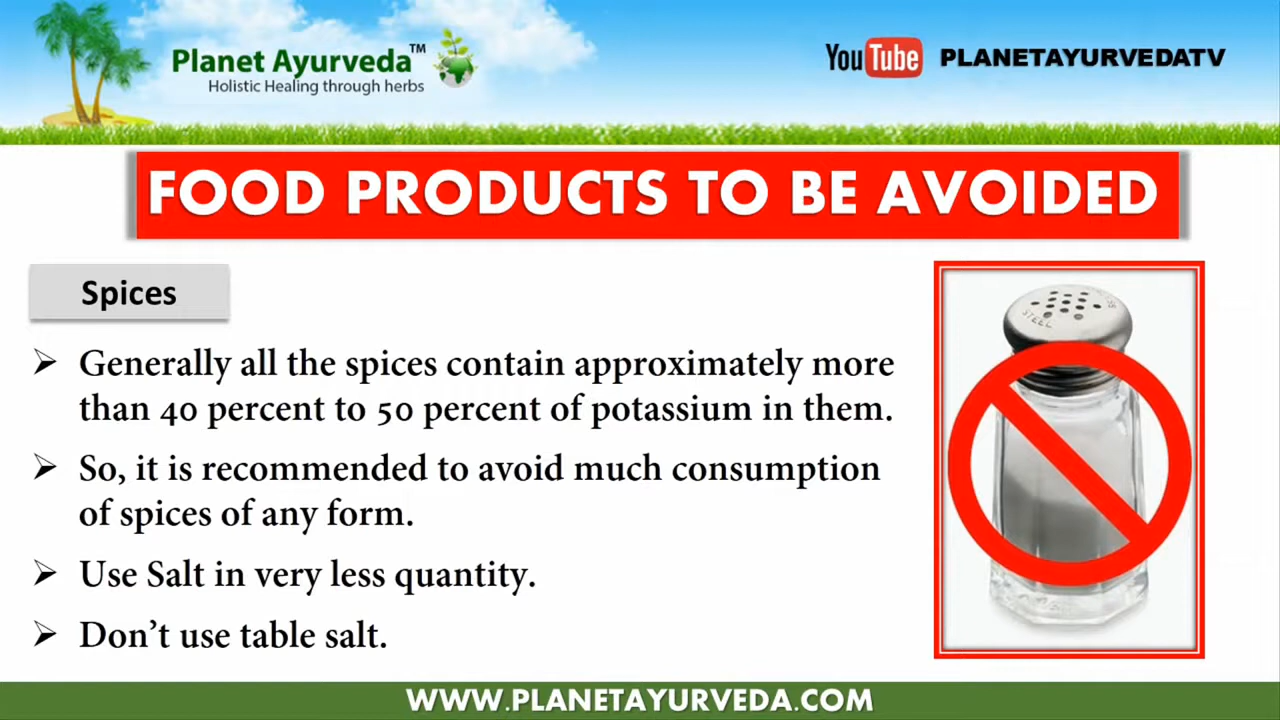 Planet Ayurveda™
Holistic Healing through herbs
YouTube PLANETAYURVEDATV
FOOD PRODUCTS TO BE AVOIDED
Spices
➢ Generally all the spices contain approximately more
than 40 percent to 50 percent of potassium in them.
➢ So, it is recommended to avoid much consumption
of spices of any form.
➢ Use Salt in very less quantity.
➢ Don't use table salt.
STEEL
WWW.PLANETAYURVEDA.COM